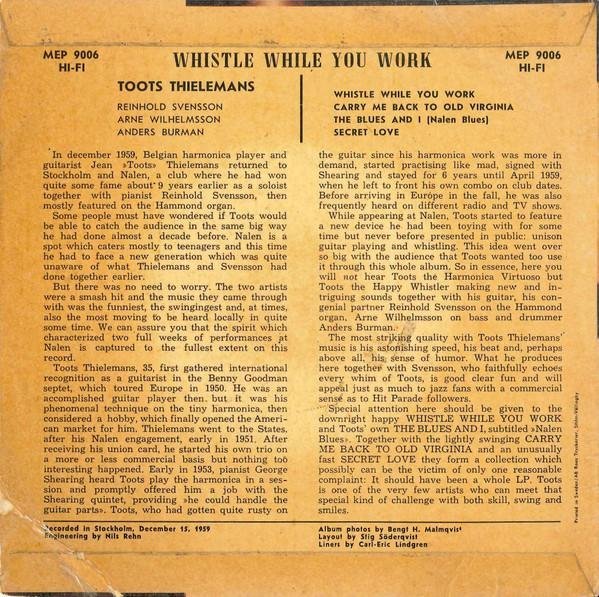 MEP 9006
HI-FI
WHISTLE WHILE YOU WORK
MEP 9006
HI-FI
TOOTS THIELEMANS
REINHOLD SVENSSON
ARNE WILHELMSSON
ANDERS BURMAN
WHISTLE WHILE YOU WORK
CARRY ME BACK TO OLD VIRGINIA
THE BLUES AND I (Nalen Blues)
SECRET LOVE
In december 1959, Belgian harmonica player and
guitarist Jean »Toots» Thielemans returned to
Stockholm and Nalen, a club where he had won
quite some fame about 9 years earlier as a soloist
together with pianist Reinhold Svensson, then
mostly featured on the Hammond organ.
Some people must have wondered if Toots would
be able to catch the audience in the same big way
he had done almost a decade before. Nalen is a
spot which caters mostly to teenagers and this time
he had to face a new generation which was quite
unaware of what Thielemans and Svensson had
done together earlier.
But there was no need to worry. The two artists
were a smash hit and the music they came through
with was the funniest, the swingingest and, at times,
also the most moving to be heard locally in quite
some time. We can assure you that the spirit which
characterized two full weeks of performances at
Nalen is captured to the fullest extent on this
record.
Toots Thielemans, 35, first gathered international
recognition as a guitarist in the Benny Goodman
septet, which toured Europe in 1950. He was an
accomplished guitar player then but it was his
phenomenal technique on the tiny harmonica, then
considered a hobby, which finally opened the Ameri-
can market for him. Thielemans went to the States,
after his Nalen engagement, early in 1951. After
receiving his union card, he started his own trio on
a more or less commercial basis but nothing too
interesting happened. Early in 1953, pianist George
Shearing heard Toots play the harmonica in a ses-
sion and promptly offered him a job with the
Shearing quintet, providing »he could handle the
guitar parts». Toots, who had gotten quite rusty on
the guitar since his harmonica work was more in
demand, started practising like mad, signed with
Shearing and stayed for 6 years until April 1959,
when he left to front his own combo on club dates.
Before arriving in Europe in the fall, he was also
frequently heard on different radio and TV shows.
While appearing at Nalen, Toots started to feature
a new device he had been toying with for some
time but never before presented in public: unison
guitar playing and whistling. This idea went over
so big with the audience that Toots wanted too use
it through this whole album. So in essence, here you
will not hear Toots the Harmonica Virtuoso but
Toots the Happy Whistler making new and in-
triguing sounds together with his guitar, his con-
genial partner Reinhold Svensson on the Hammond
organ, Arne Wilhelmsson on bass and drummer
Anders Burman.
The most striking quality with Toots Thielemans'
music is his astonishing speed, his beat and, perhaps
above all, his sense of humor. What he produces
here together with Svensson, who faithfully echoes
every whim of Toots, is good clear fun and will
appeal just as much to jazz fans with a commercial
sense as to Hit Parade followers.
Special attention here should be given to the
downright happy WHISTLE WHILE YOU WORK
and Toots' own THE BLUES AND I, subtitled »Nalen
Blues». Together with the lightly swinging CARRY
ME BACK TO OLD VIRGINIA and an unusually
fast SECRET LOVE they form a collection which
possibly can be the victim of only one reasonable
complaint: It should have been a whole LP. Toots
is one of the very few artists who can meet that
special kind of challenge with both skill, swing and
smiles.
Recorded in Stockholm, December 15, 1959
Engineering by Nils Rehn
Album photos by Bengt H. Malmqvist
Layout by Stig Söderqvist
Liners by Carl-Eric Lindgren
Printed in Sweden